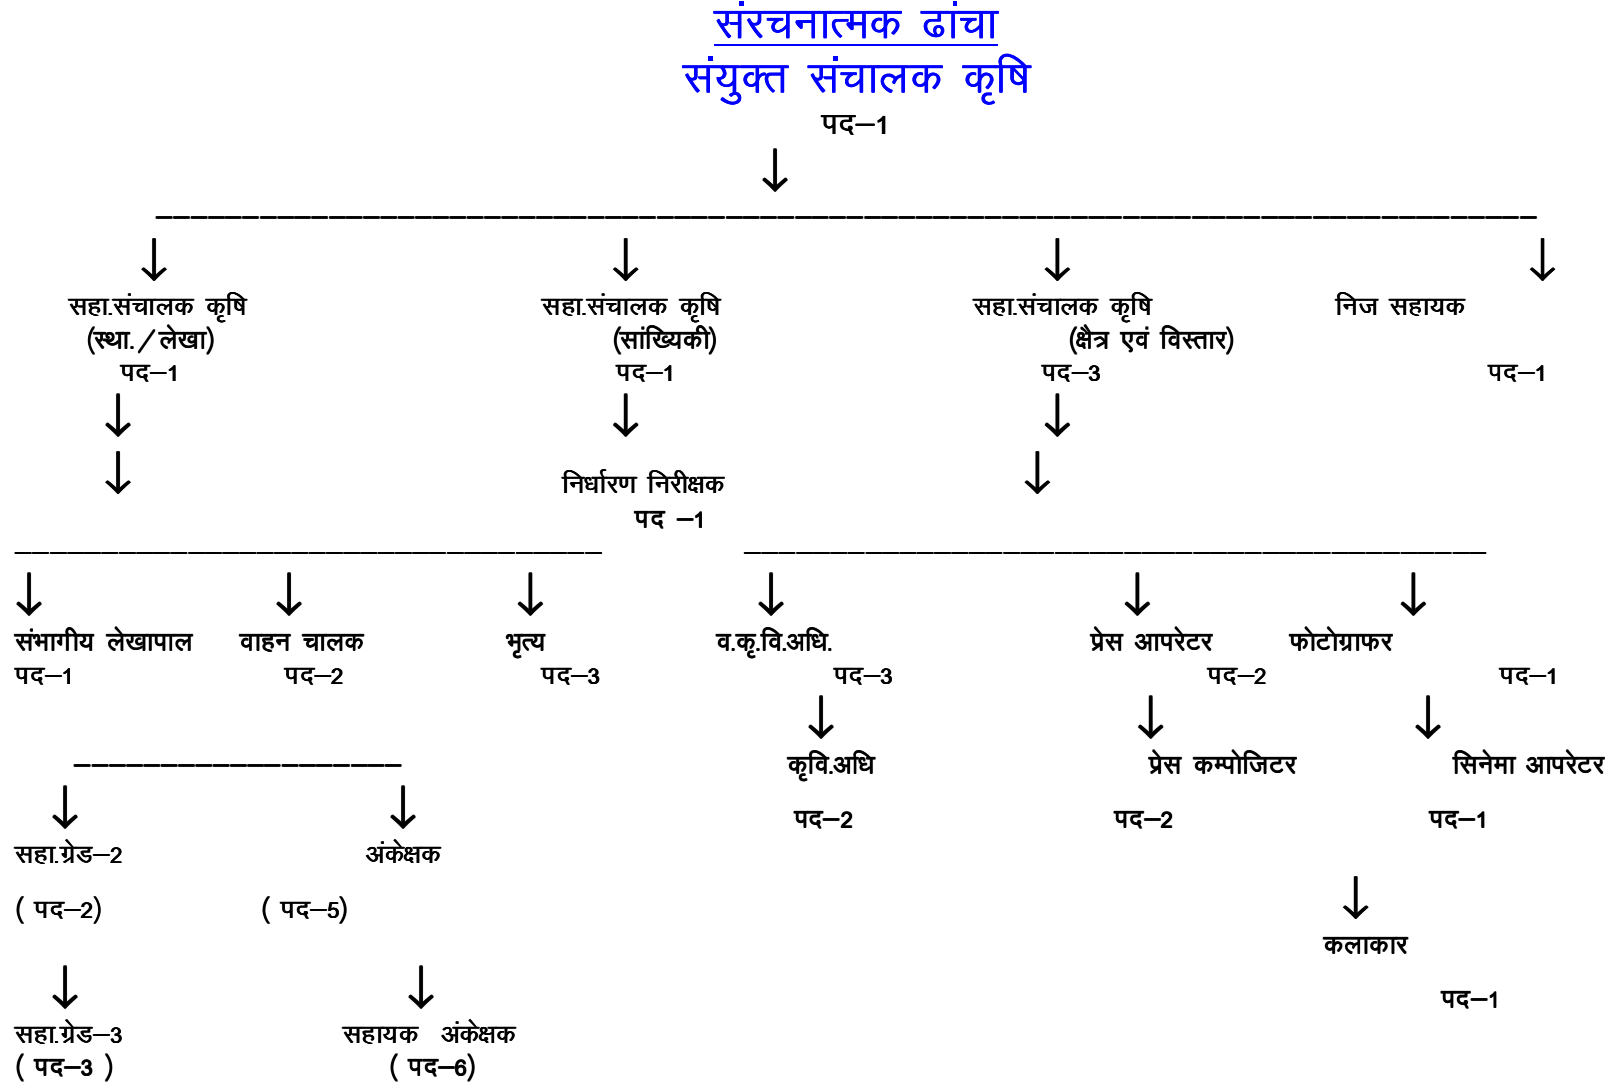 संरचनात्मक ढांचा
संयुक्त संचालक कृषि
पद–1
सहा.संचालक कृषि सहा.संचालक कृषि सहा.संचालक कृषि निज सहायक
(स्था./लेखा) (सांख्यिकी) (क्षैत्र एवं विस्तार)
पद–1 पद–1 पद–3 पद–1
निर्धारण निरीक्षक
पद –1
संभागीय लेखापाल वाहन चालक भृत्य व.कृ.वि.अधि. प्रेस आपरेटर फोटोग्राफर
पद–1 पद–2 पद–3 पद–3 पद–2 पद–1
कृवि.अधि प्रेस कम्पोजिटर सिनेमा आपरेटर
पद–2 पद–2 पद–1
सहा.ग्रेड–2 अंकेक्षक
( पद–2) ( पद–5)
कलाकार
पद–1
सहा.ग्रेड–3 सहायक अंकेक्षक
( पद–3 ) ( पद–6)